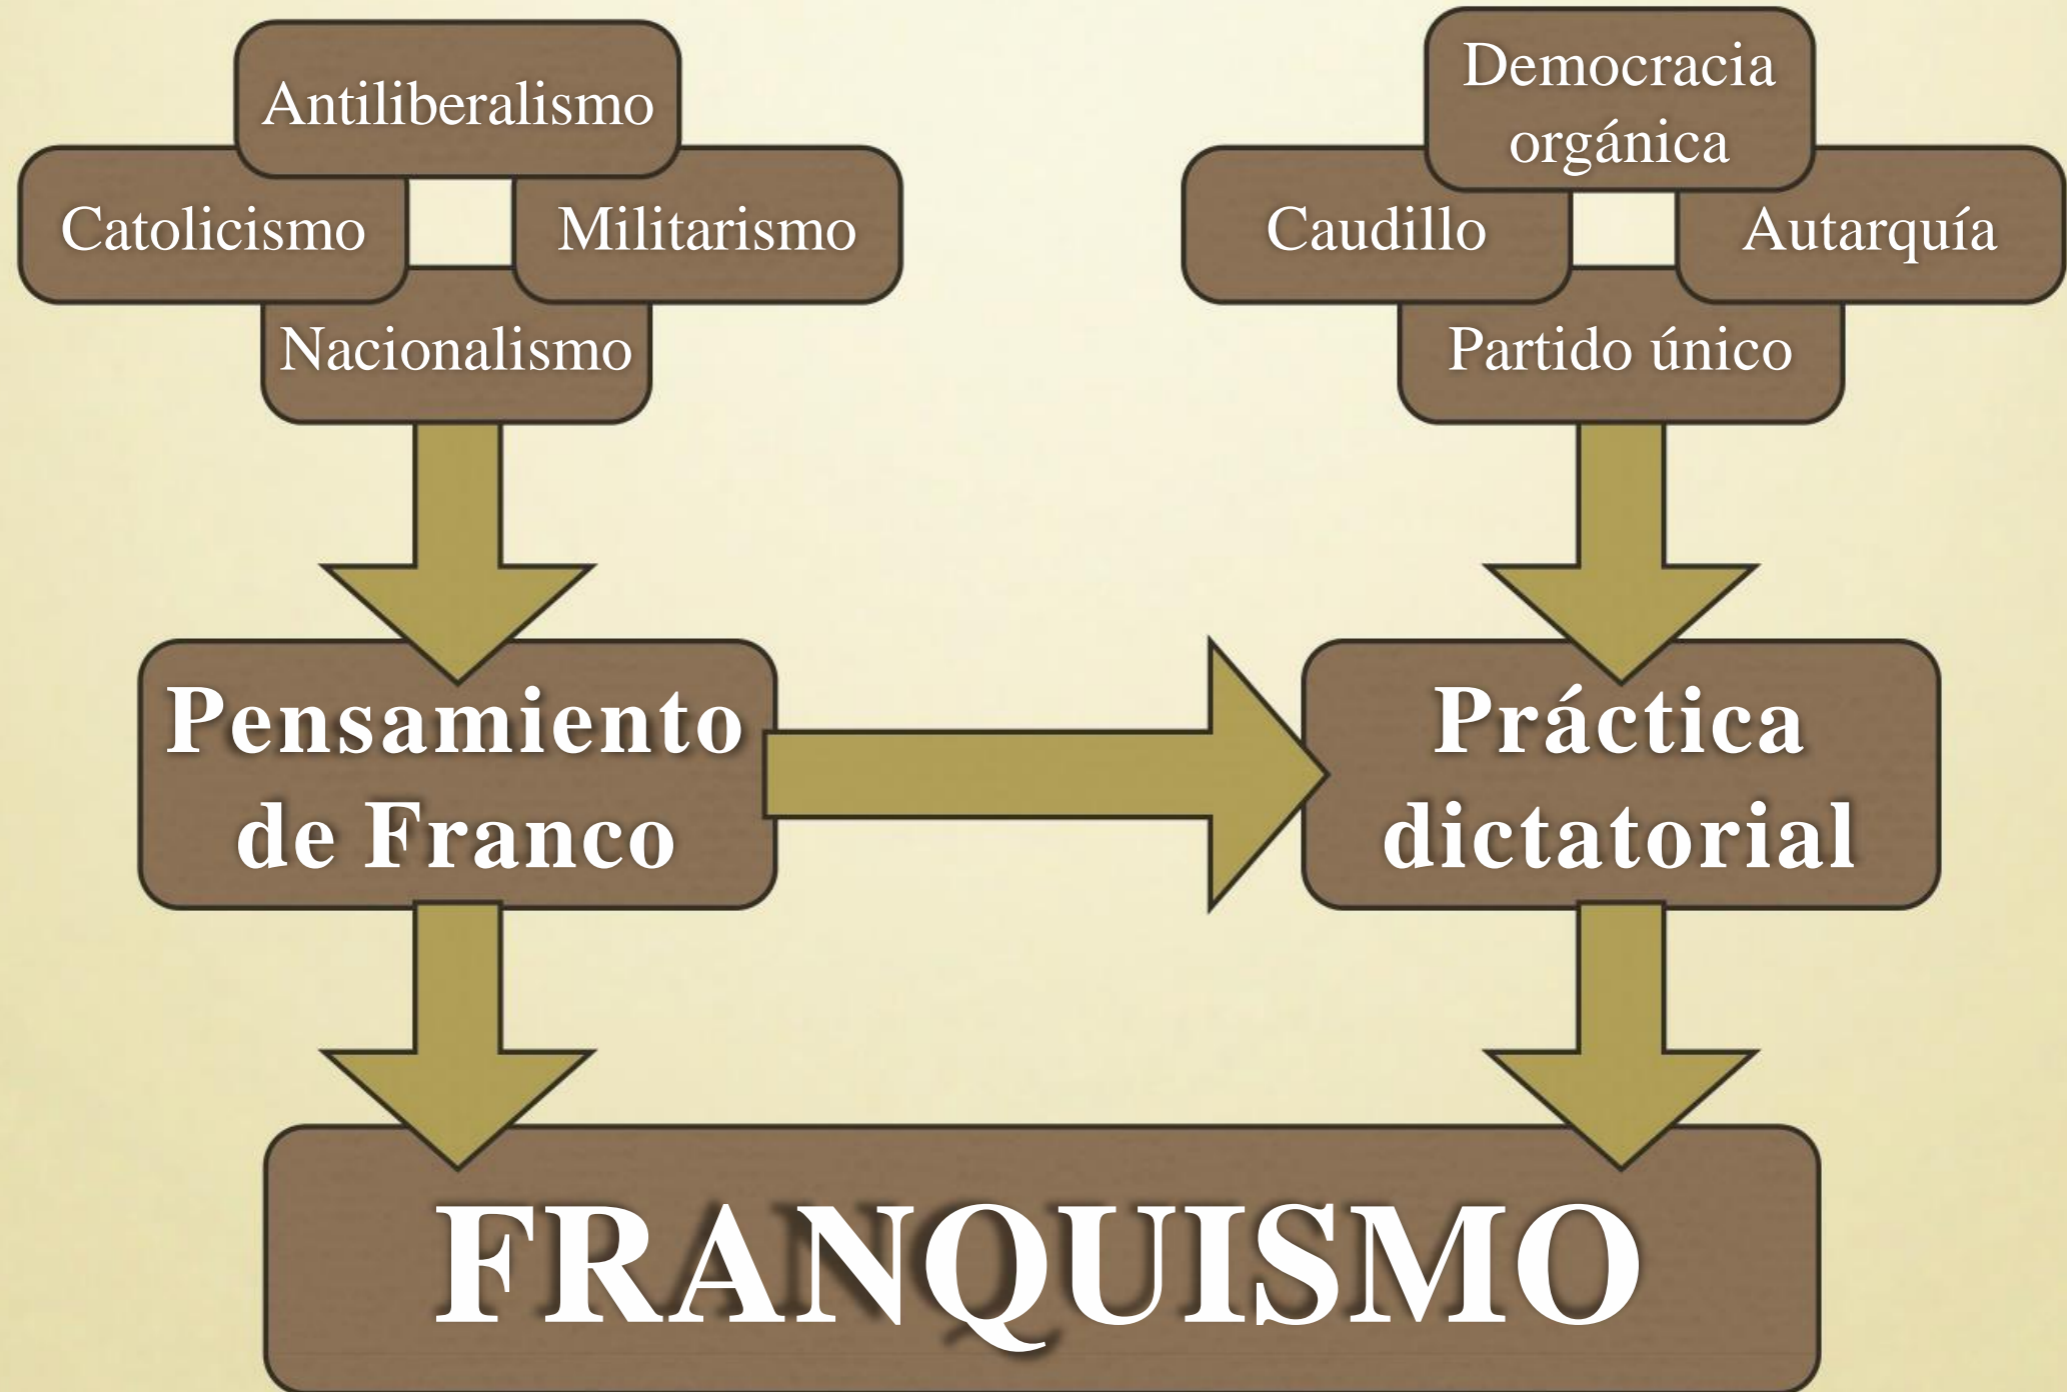 Antiliberalismo
Catolicismo
Militarismo
Nacionalismo
Democracia
orgánica
Caudillo
Autarquía
Partido único
Pensamiento
de Franco
Práctica
dictatorial
FRANQUISMO